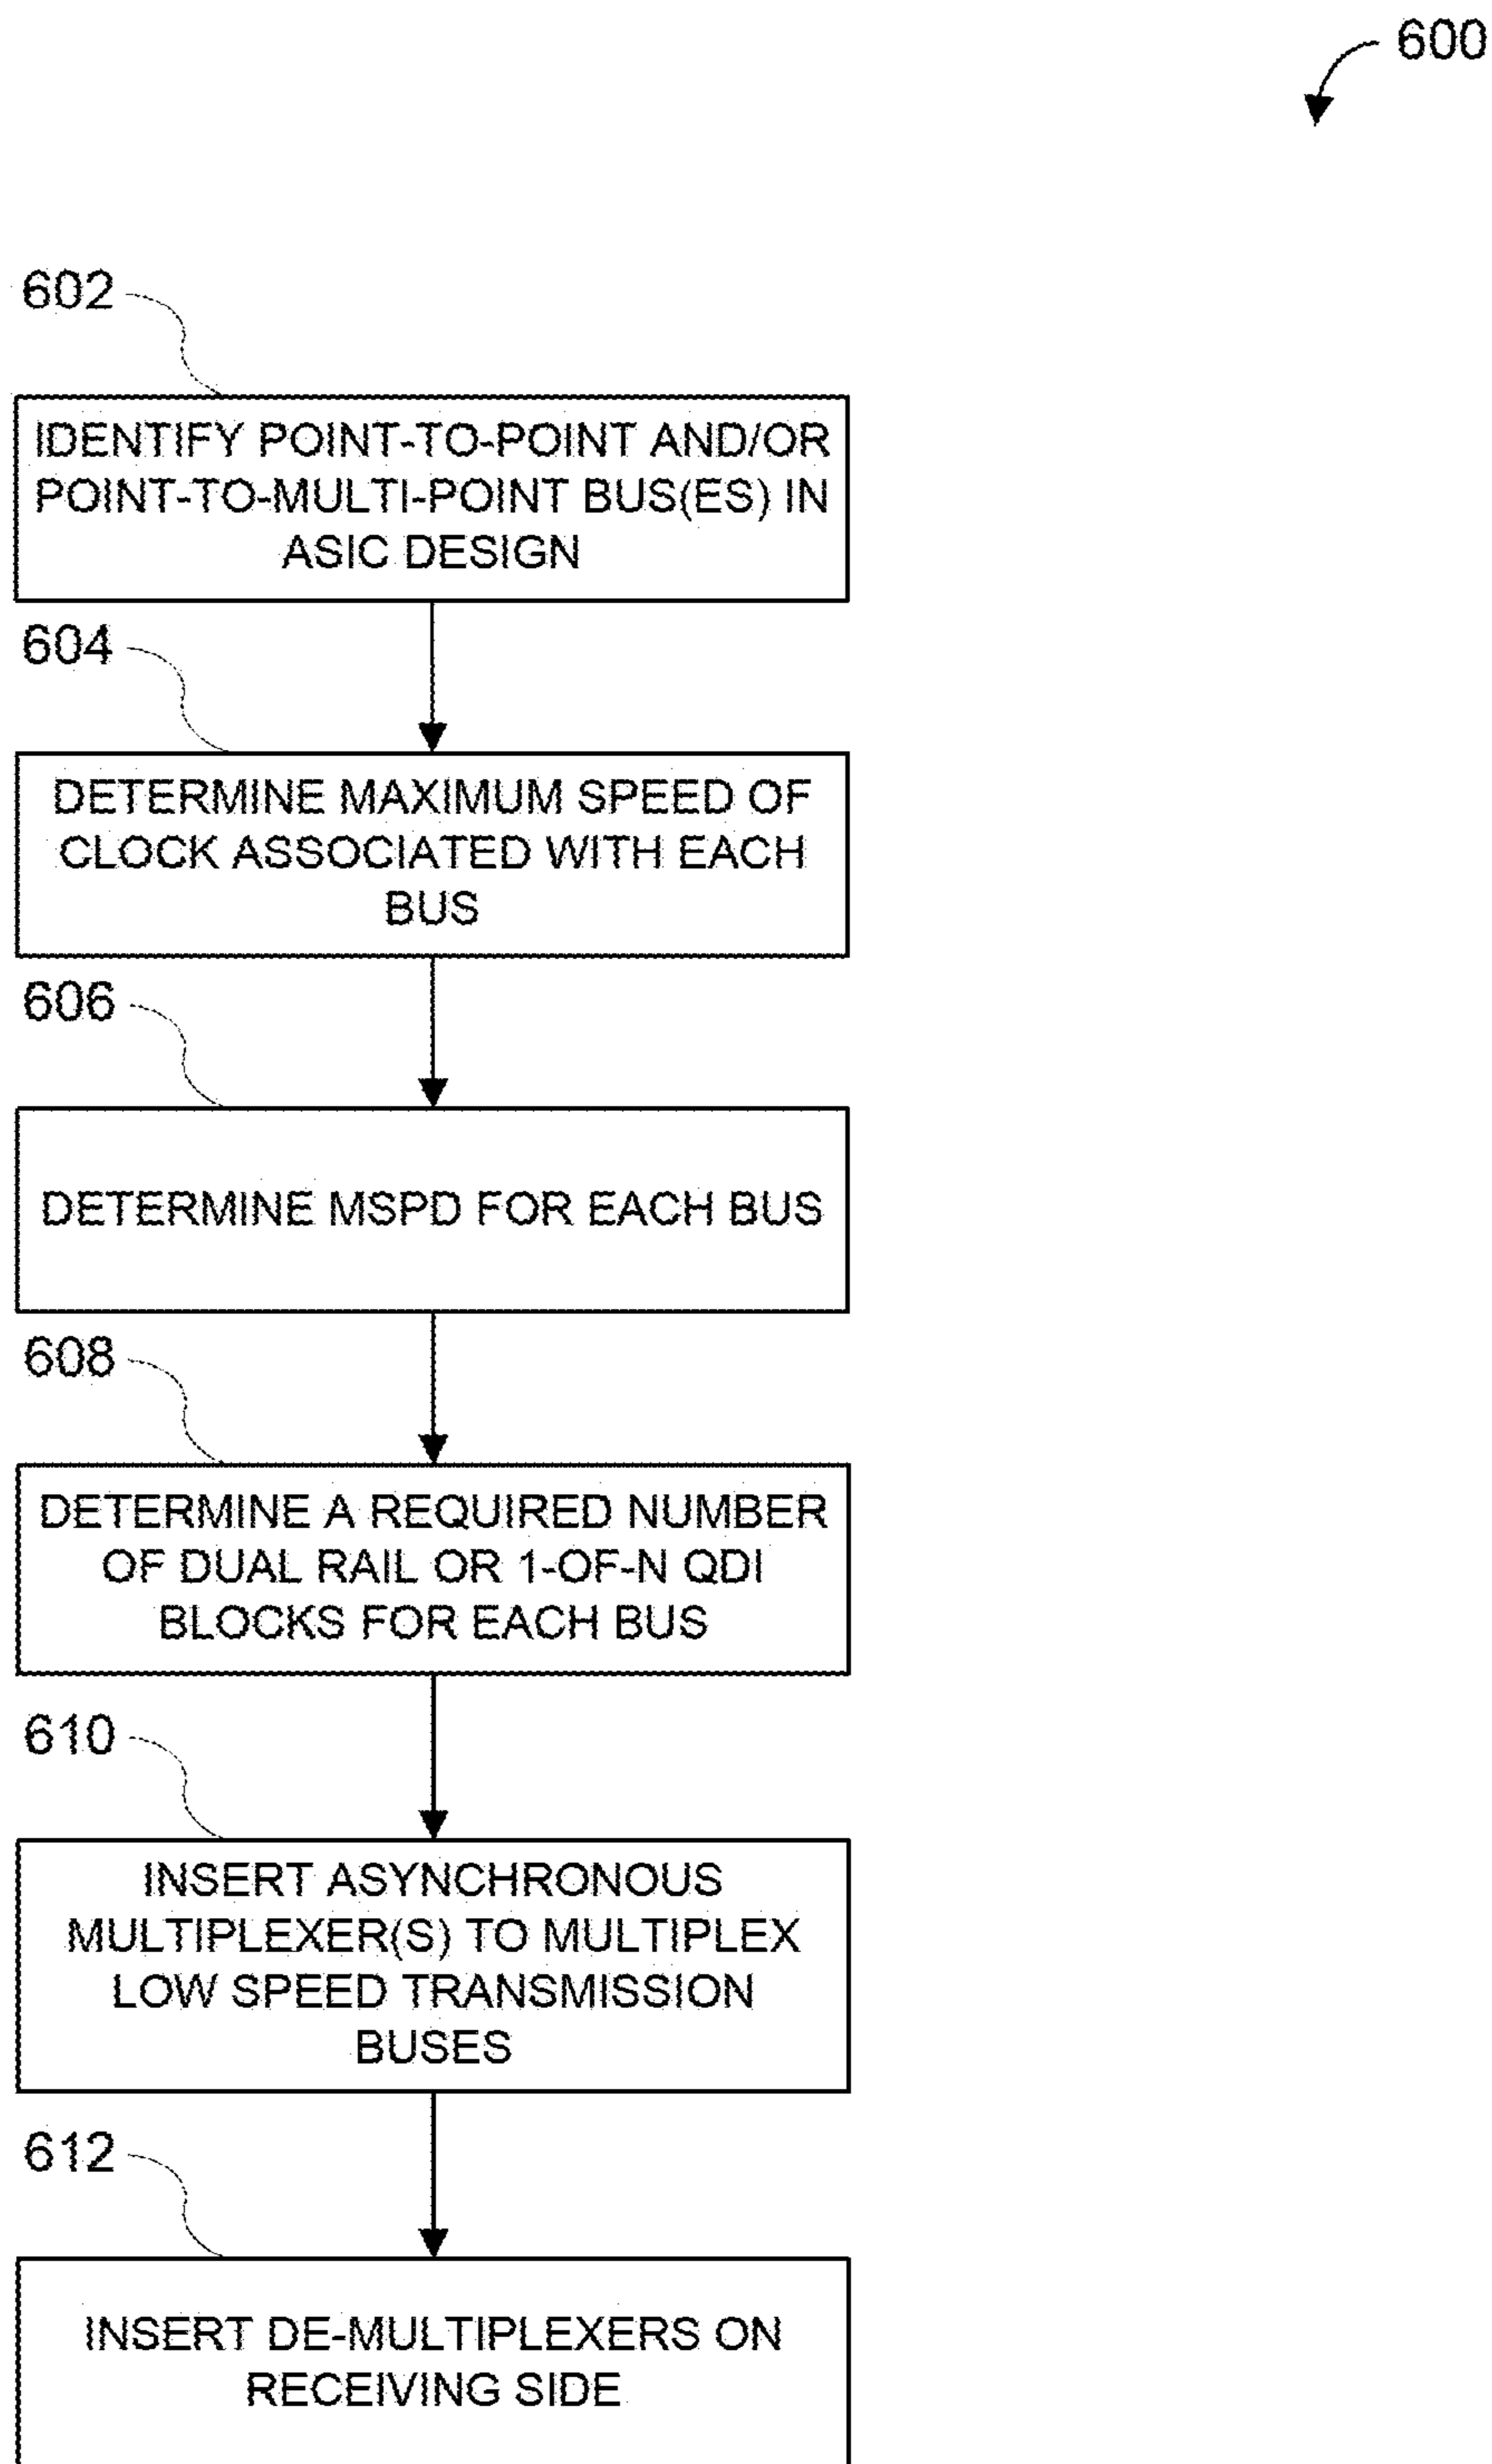 600
602
IDENTIFY POINT-TO-POINT AND/OR
POINT-TO-MULTI-POINT BUS(ES) IN
ASIC DESIGN
604
DETERMINE MAXIMUM SPEED OF
CLOCK ASSOCIATED WITH EACH
BUS
606
DETERMINE MSPD FOR EACH BUS
608
DETERMINE A REQUIRED NUMBER
OF DUAL RAIL OR 1-OF-N QDI
BLOCKS FOR EACH BUS
610
INSERT ASYNCHRONOUS
MULTIPLEXER(S) TO MULTIPLEX
LOW SPEED TRANSMISSION
BUSES
612
INSERT DE-MULTIPLEXERS ON
RECEIVING SIDE